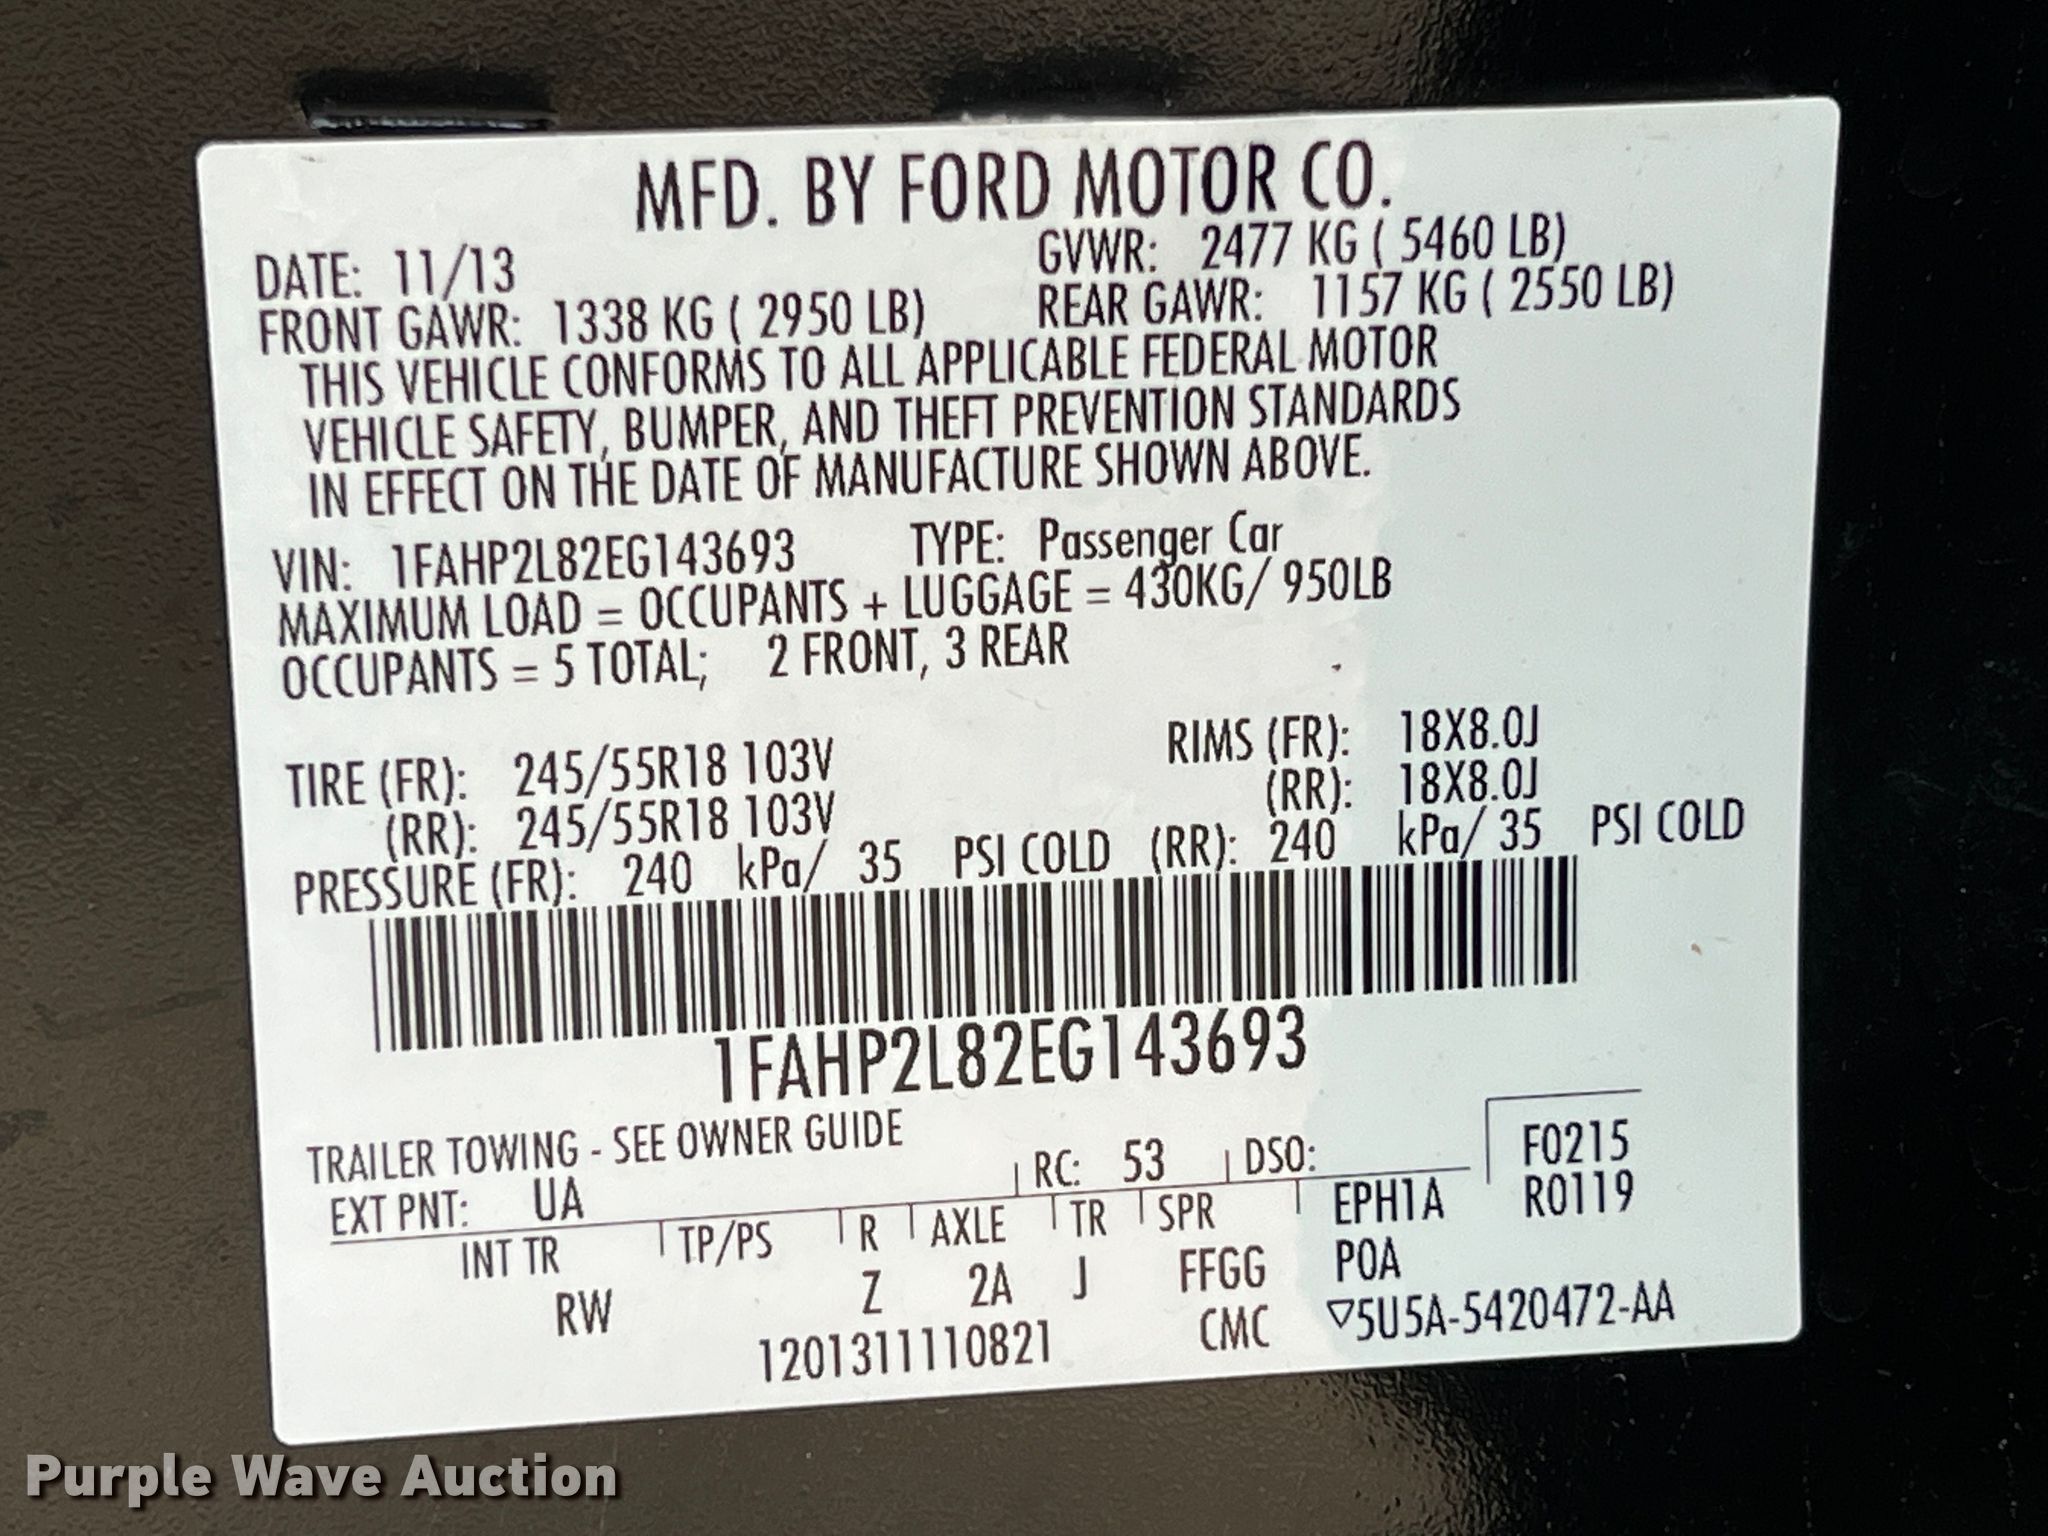 MFD. BY FORD MOTOR CO.
DATE: 11/13 GVWR: 2477 KG ( 5460 LB)
FRONT GAWR: 1338 KG ( 2950 LB) REAR GAWR: 1157 KG ( 2550 LB)
THIS VEHICLE CONFORMS TO ALL APPLICABLE FEDERAL MOTOR
VEHICLE SAFETY, BUMPER, AND THEFT PREVENTION STANDARDS
IN EFFECT ON THE DATE OF MANUFACTURE SHOWN ABOVE.
VIN: 1FAHP2L82EG143693 TYPE: Passenger Car
MAXIMUM LOAD = OCCUPANTS + LUGGAGE = 430KG/ 950LB
OCCUPANTS = 5 TOTAL; 2 FRONT, 3 REAR
TIRE (FR): 245/55R18 103V RIMS (FR): 18X8.0J
(RR): 245/55R18 103V (RR): 18X8.0J
PRESSURE (FR): 240 kPa/ 35 PSI COLD (RR): 240 kPa/ 35 PSI COLD
1FAHP2L82EG143693
TRAILER TOWING - SEE OWNER GUIDE
EXT PNT: UA RC: 53 DSO: F0215
INT TR TP/PS R AXLE TR SPR EPH1A R0119
RW Z 2A J FFGG POA
1201311110821 CMC ▽5U5A-5420472-AA
Purple Wave Auction